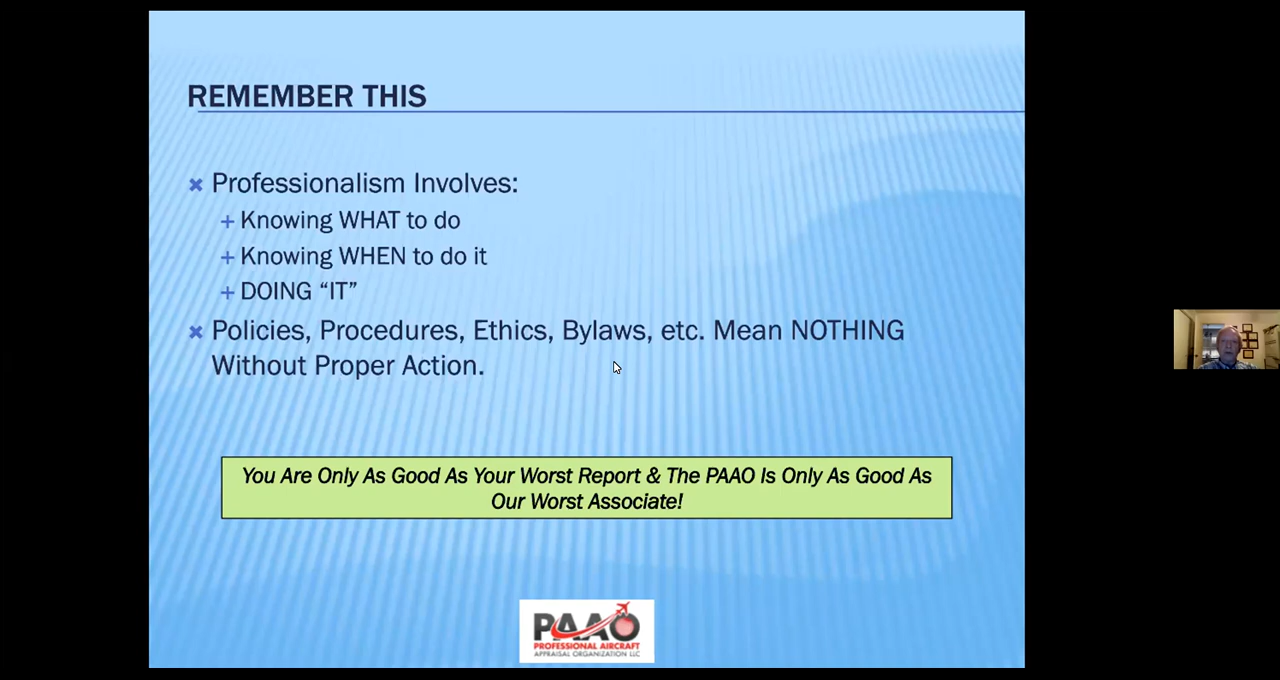 REMEMBER THIS
Professionalism Involves:
Knowing WHAT to do
Knowing WHEN to do it
DOING “IT”
Policies, Procedures, Ethics, Bylaws, etc. Mean NOTHING
Without Proper Action.
You Are Only As Good As Your Worst Report & The PAAO Is Only As Good As
Our Worst Associate!
PAAO
PROFESSIONAL AIRCRAFT
APPRAISAL ORGANIZATION LLC